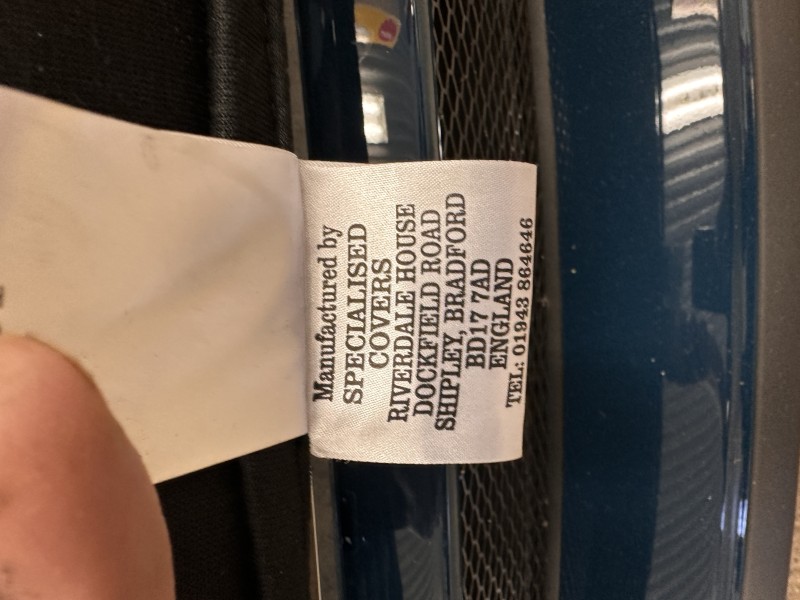 Manufactured by
SPECIALISED
COVERS
RIVERDALE HOUSE
DOCKFIELD ROAD
SHIPLEY, BRADFORD
BD17 7AD
ENGLAND
TEL: 01943 864646